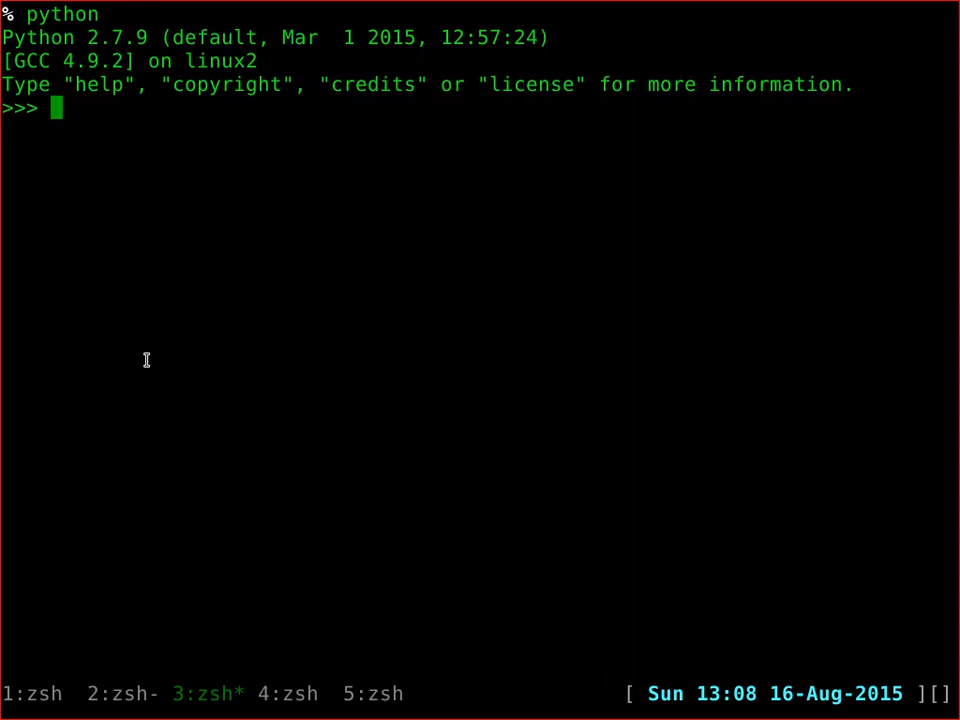 % python
Python 2.7.9 (default, Mar  1 2015, 12:57:24)
[GCC 4.9.2] on linux2
Type "help", "copyright", "credits" or "license" for more information.
>>>
1:zsh  2:zsh- 3:zsh* 4:zsh  5:zsh                  [ Sun 13:08 16-Aug-2015 ][]